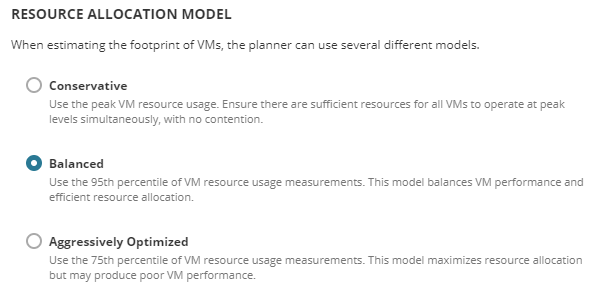 RESOURCE ALLOCATION MODEL
When estimating the footprint of VMs, the planner can use several different models.
Conservative
Use the peak VM resource usage. Ensure there are sufficient resources for all VMs to operate at peak
levels simultaneously, with no contention.
Balanced
Use the 95th percentile of VM resource usage measurements. This model balances VM performance and
efficient resource allocation.
Aggressively Optimized
Use the 75th percentile of VM resource usage measurements. This model maximizes resource allocation
but may produce poor VM performance.